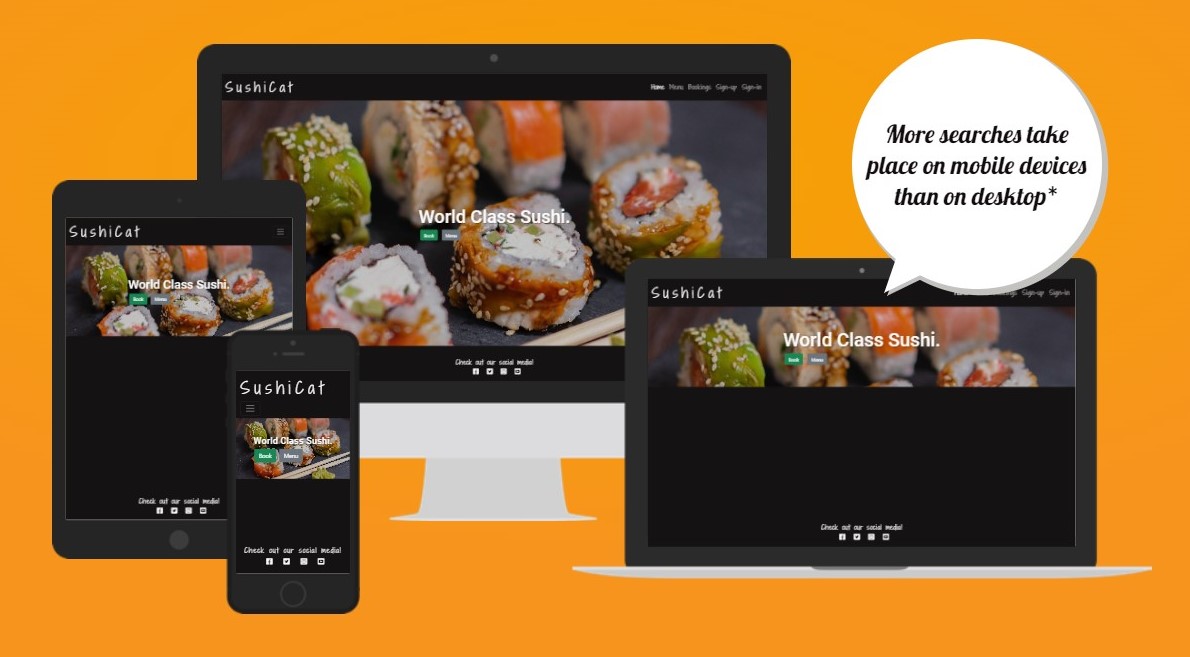 SushiCat
Home Menu Bookings Sign-up Sign-in
World Class Sushi.
Book Menu
Check out our social media!
SushiCat
World Class Sushi.
Book Menu
Check out our social media!
SushiCat
World Class Sushi.
Book Menu
Check out our social media!
SushiCat
Sign-up Sign-in
World Class Sushi.
Book Menu
Check out our social media!
More searches take
place on mobile devices
than on desktop*